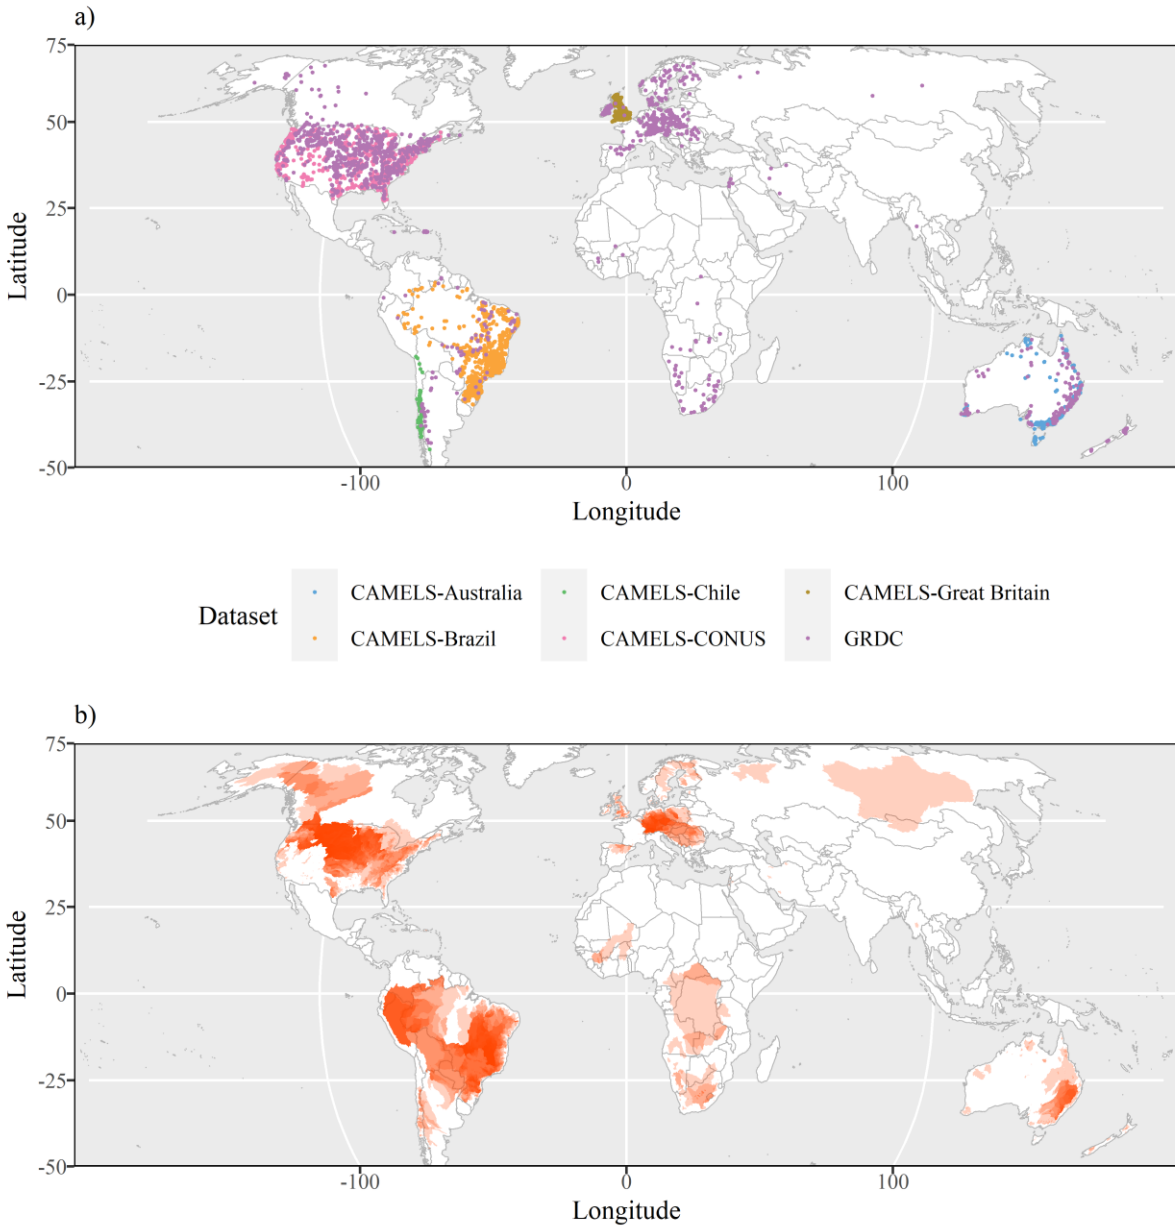 a)
75
50
25
0
-25
-50
Latitude
-100 0 100
Longitude
Dataset
CAMELS-Australia CAMELS-Chile CAMELS-Great Britain
CAMELS-Brazil CAMELS-CONUS GRDC
b)
75
50
25
0
-25
-50
Latitude
-100 0 100
Longitude